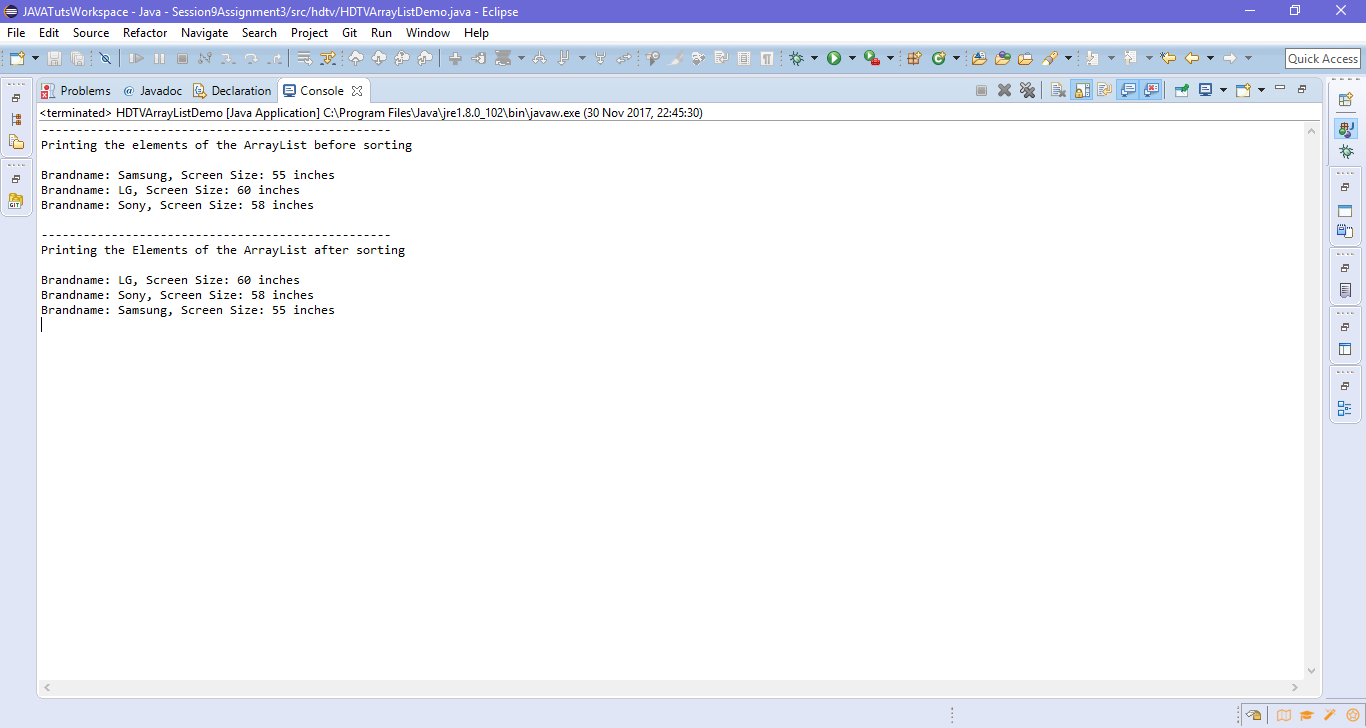 JAVATutsWorkspace - Java - Session9Assignment3/src/hdtv/HDTVArrayListDemo.java - Eclipse
File Edit Source Refactor Navigate Search Project Git Run Window Help
Quick Access
Problems @ Javadoc Declaration Console
<terminated> HDTVArrayListDemo [Java Application] C:\Program Files\Java\jre1.8.0_102\bin\javaw.exe (30 Nov 2017, 22:45:30)
--------------------------------------------------
Printing the elements of the ArrayList before sorting
Brandname: Samsung, Screen Size: 55 inches
Brandname: LG, Screen Size: 60 inches
Brandname: Sony, Screen Size: 58 inches
--------------------------------------------------
Printing the Elements of the ArrayList after sorting
Brandname: LG, Screen Size: 60 inches
Brandname: Sony, Screen Size: 58 inches
Brandname: Samsung, Screen Size: 55 inches